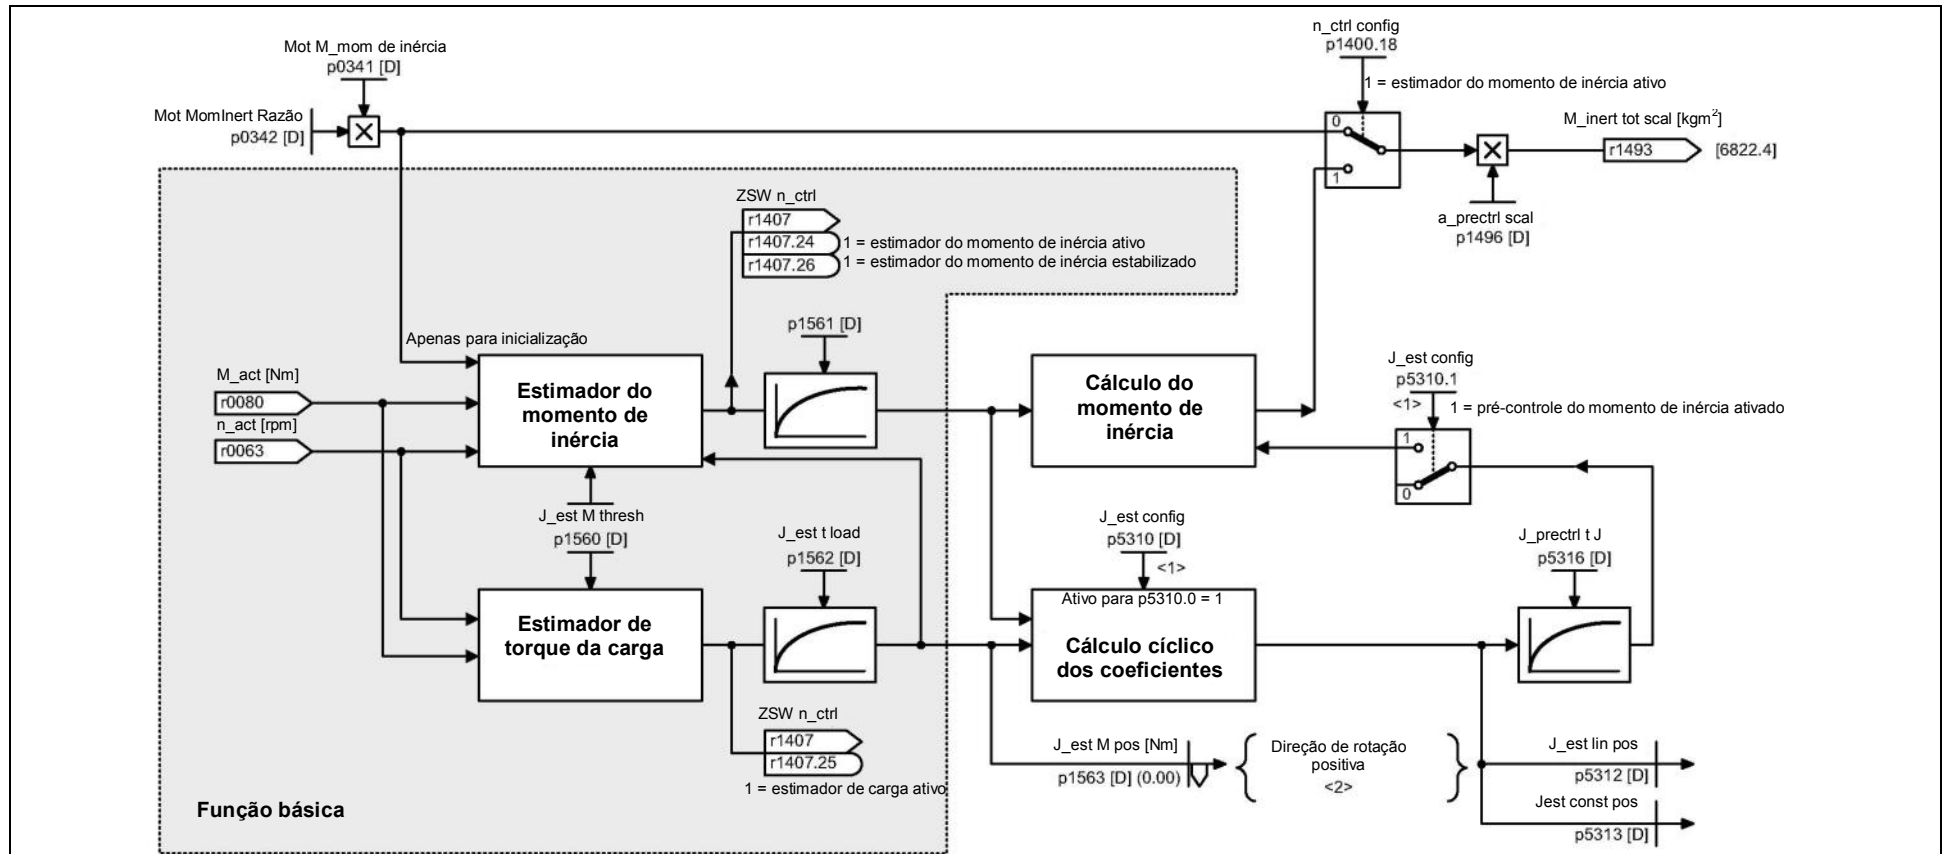 n_ctrl config
p1400.18
1 = estimador do momento de inércia ativo
Mot M_mom de inércia
p0341 [D]
Mot MomInert Razão
p0342 [D]
0
1
M_inert tot scal [kgm²]
r1493
[6822.4]
a_prectrl scal
p1496 [D]
ZSW n_ctrl
r1407
r1407.24
1 = estimador do momento de inércia ativo
r1407.26
1 = estimador do momento de inércia estabilizado
Apenas para inicialização
p1561 [D]
M_act [Nm]
r0080
n_act [rpm]
r0063
Estimador do
momento de
inércia
Cálculo do
momento de
inércia
J_est config
p5310.1
<1>
1 = pré-controle do momento de inércia ativado
1
0
J_est M thresh
p1560 [D]
J_est t load
p1562 [D]
J_est config
p5310 [D]
<1>
J_prectrl t J
p5316 [D]
Estimador de
torque da carga
Ativo para p5310.0 = 1
Cálculo cíclico
dos coeficientes
ZSW n_ctrl
r1407
r1407.25
1 = estimador de carga ativo
J_est M pos [Nm]
p1563 [D] (0.00)
Direção de rotação
positiva
<2>
J_est lin pos
p5312 [D]
Jest const pos
p5313 [D]
Função básica